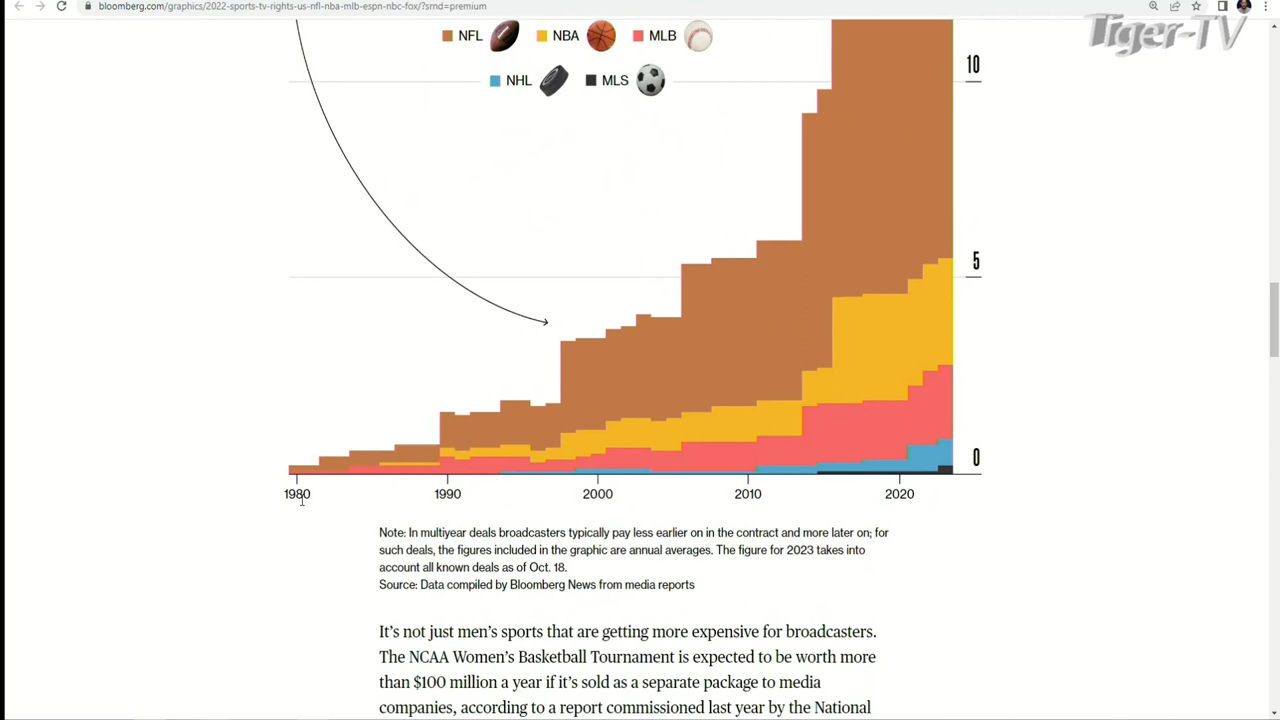 bloomberg.com/graphics/2022-sports-tv-rights-us-nfl-nba-mlb-espn-nbc-fox/?srnd=premium
Tiger-TV
NFL NBA MLB
NHL MLS
10
5
0
1980 1990 2000 2010 2020
Note: In multiyear deals broadcasters typically pay less earlier on in the contract and more later on; for
such deals, the figures included in the graphic are annual averages. The figure for 2023 takes into
account all known deals as of Oct. 18.
Source: Data compiled by Bloomberg News from media reports
It's not just men's sports that are getting more expensive for broadcasters.
The NCAA Women's Basketball Tournament is expected to be worth more
than $100 million a year if it's sold as a separate package to media
companies, according to a report commissioned last year by the National